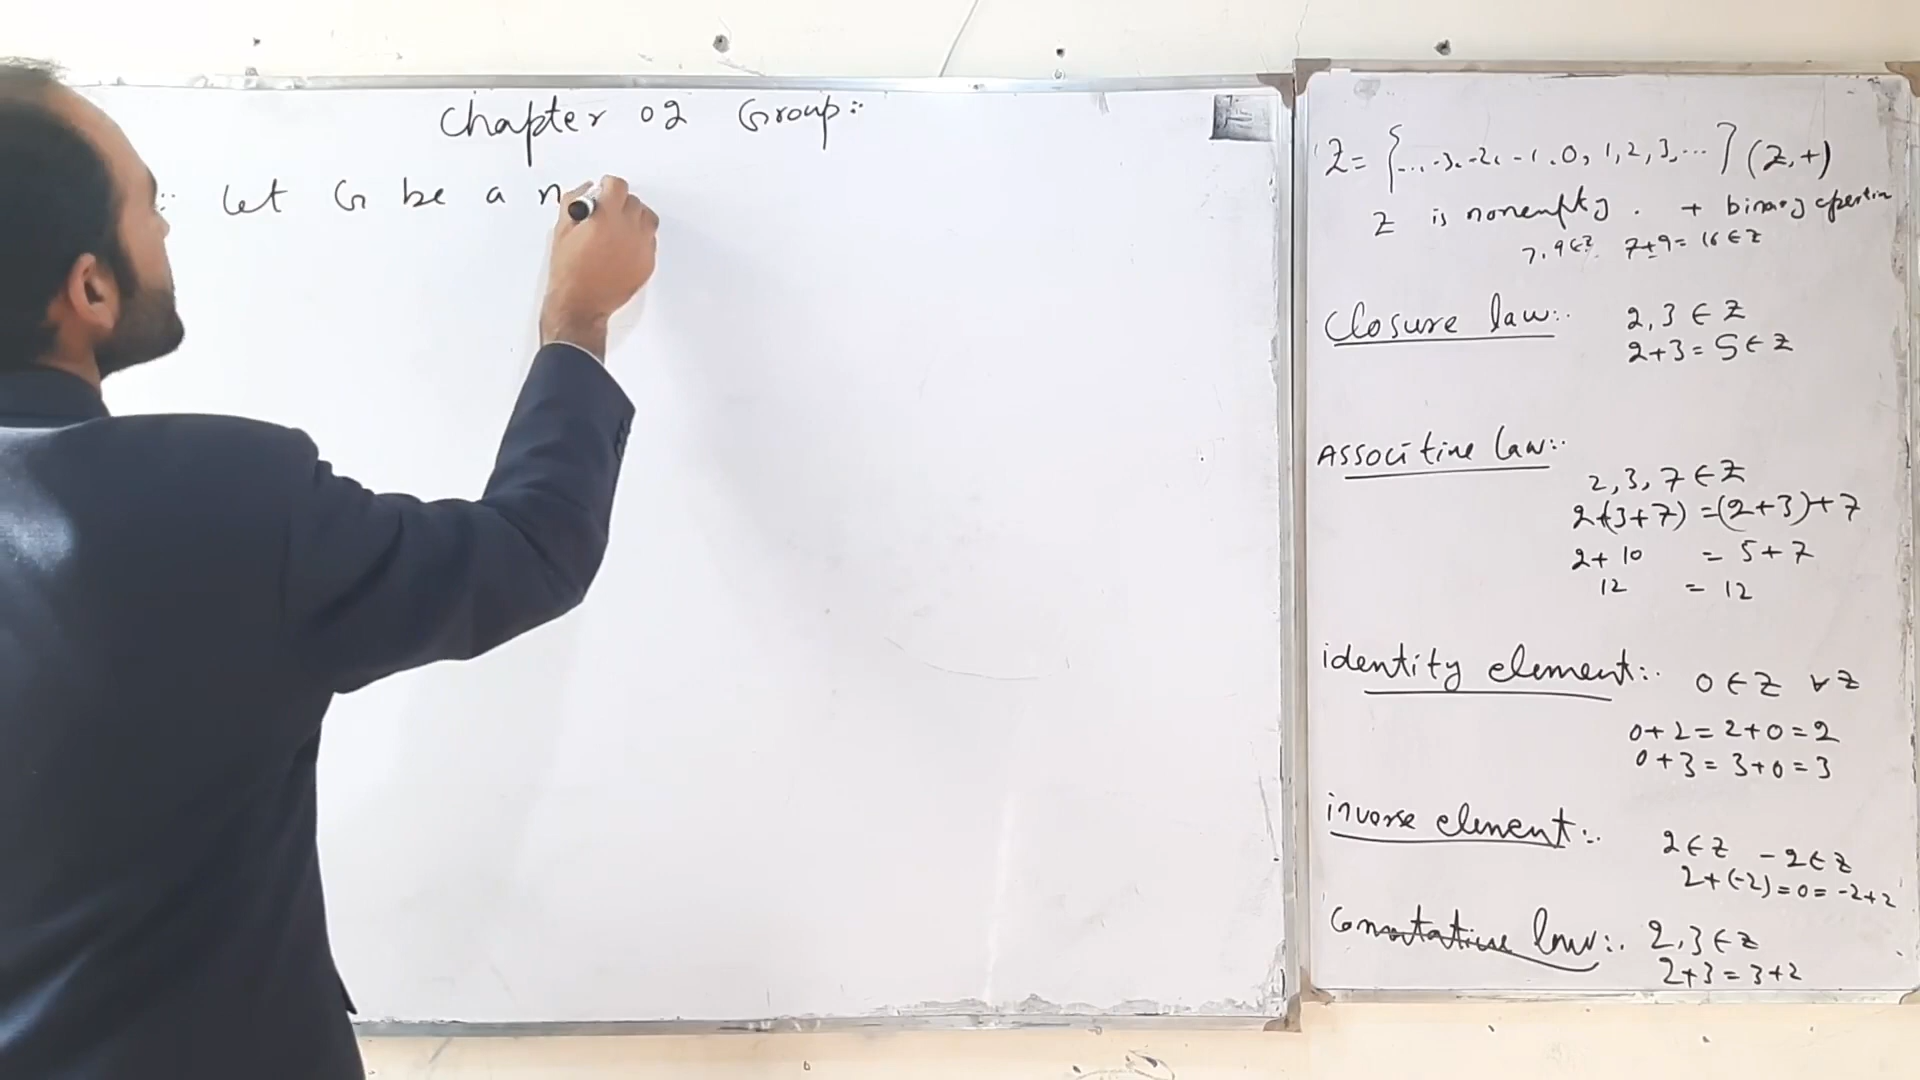 Chapter 02 Group::
:: Let G be a n
Z = {...-3, -2, -1, 0, 1, 2, 3, ...} (Z, +)
Z is nonempty . + binary opertin
7, 9 ∈ Z 7+9 = 16 ∈ Z
Closure law:: 2, 3 ∈ Z
2+3 = 5 ∈ Z
Associtive law::
2, 3, 7 ∈ Z
2+(3+7) = (2+3)+7
2+10 = 5+7
12 = 12
identity element:: 0 ∈ Z ∀ Z
0+2 = 2+0 = 2
0+3 = 3+0 = 3
inverse element:: 2 ∈ Z -2 ∈ Z
2+(-2) = 0 = -2+2
law:: 2, 3 ∈ Z
2+3 = 3+2